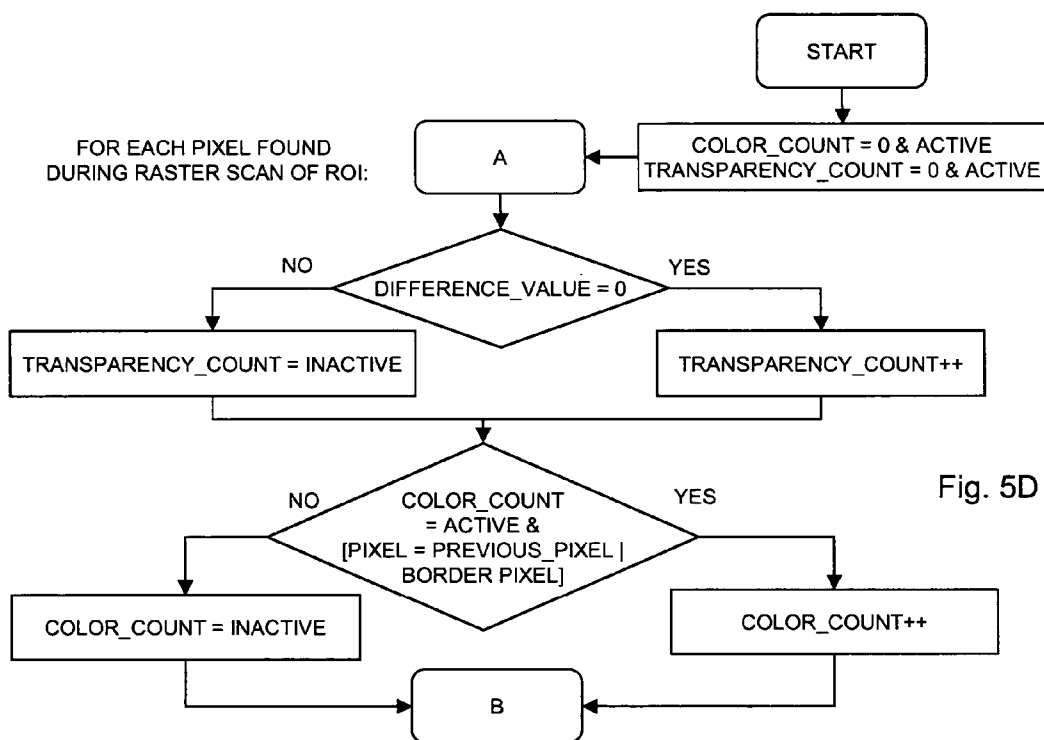 START
FOR EACH PIXEL FOUND
DURING RASTER SCAN OF ROI:
A
COLOR_COUNT = 0 & ACTIVE
TRANSPARENCY_COUNT = 0 & ACTIVE
NO
DIFFERENCE_VALUE = 0
YES
TRANSPARENCY_COUNT = INACTIVE
TRANSPARENCY_COUNT++
NO
COLOR_COUNT
= ACTIVE &
[PIXEL = PREVIOUS_PIXEL |
BORDER PIXEL]
YES
Fig. 5D
COLOR_COUNT = INACTIVE
COLOR_COUNT++
B